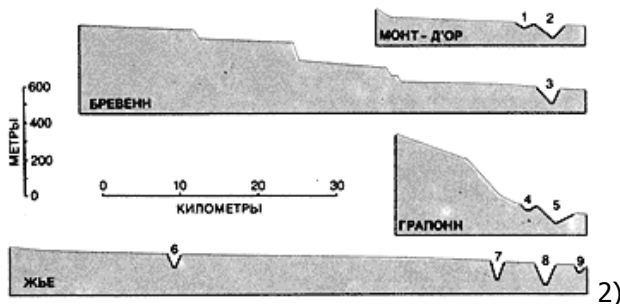 1 2
МОНТ-Д'ОР
3
БРЕВЕНН
МЕТРЫ
600
400
200
0
0 10 20 30
КИЛОМЕТРЫ
4 5
ГРАПОНН
6 7 8 9
ЖЬЕ
2)